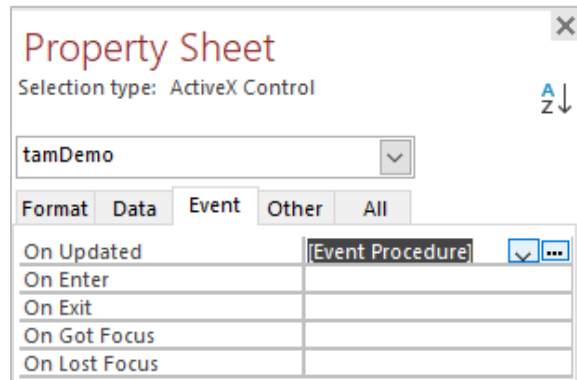 Property Sheet
Selection type: ActiveX Control
A
Z
tamDemo
Format Data Event Other All
On Updated [Event Procedure] ...
On Enter
On Exit
On Got Focus
On Lost Focus